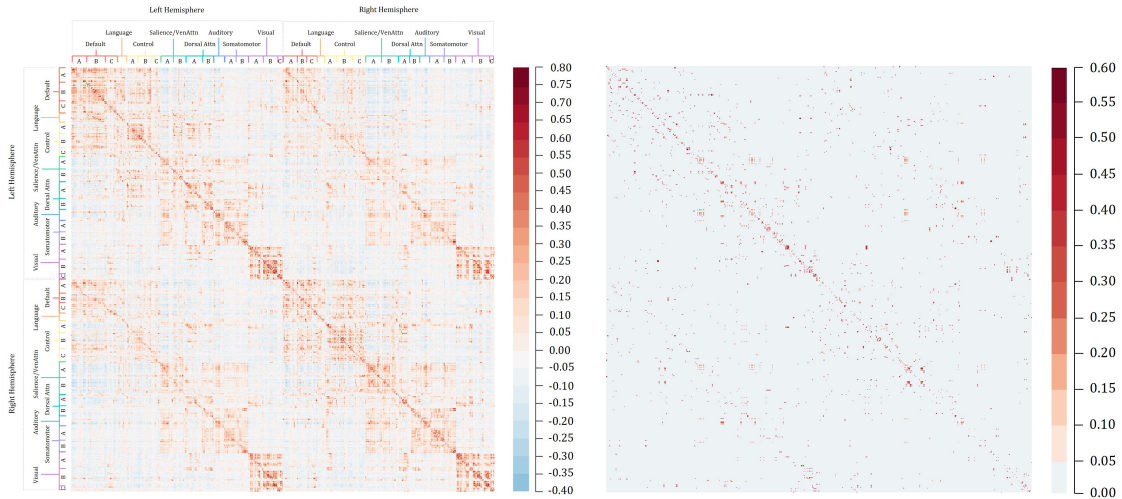 Left Hemisphere Right Hemisphere
Language Salience/VenAttn Auditory Visual Language Salience/VenAttn Auditory Visual
Default Control Dorsal Attn Somatomotor Default Control Dorsal Attn Somatomotor
A B C A B C A B A B A B A B C A B C A B C A B A B A B A B C
Left Hemisphere
Default
Language
Control
Salience/VenAttn
Dorsal Attn
Auditory
Somatomotor
Visual
Right Hemisphere
Default
Language
Control
Salience/VenAttn
Dorsal Attn
Auditory
Somatomotor
Visual
0.80
0.75
0.70
0.65
0.60
0.55
0.50
0.45
0.40
0.35
0.30
0.25
0.20
0.15
0.10
0.05
0.00
-0.05
-0.10
-0.15
-0.20
-0.25
-0.30
-0.35
-0.40
0.60
0.55
0.50
0.45
0.40
0.35
0.30
0.25
0.20
0.15
0.10
0.05
0.00